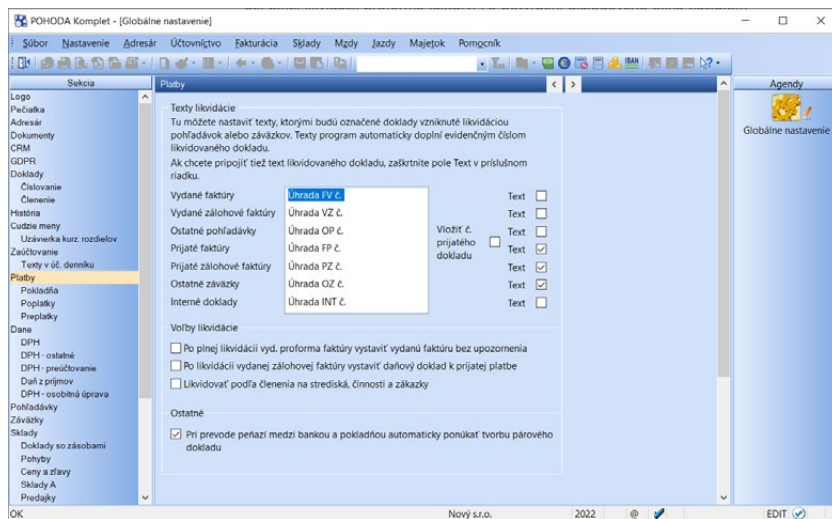 POHODA Komplet - [Globálne nastavenie]
Súbor Nastavenie Adresár Účtovníctvo Fakturácia Sklady Mzdy Jazdy Majetok Pomocník
IBAN
Sekcia
Logo
Pečiatka
Adresár
Dokumenty
CRM
GDPR
Doklady
Číslovanie
Členenie
História
Cudzie meny
Uzávierka kurz. rozdielov
Zaúčtovanie
Texty v úč. denníku
Platby
Pokladňa
Poplatky
Preplatky
Dane
DPH
DPH - ostatné
DPH - preúčtovanie
Daň z príjmov
DPH - osobitná úprava
Pohľadávky
Záväzky
Sklady
Doklady so zásobami
Pohyby
Ceny a zľavy
Sklady A
Predajky
Platby
Texty likvidácie
Tu môžete nastaviť texty, ktorými budú označené doklady vzniknuté likvidáciou
pohľadávok alebo záväzkov. Texty program automaticky doplní evidenčným číslom
likvidovaného dokladu.
Ak chcete pripojiť tiež text likvidovaného dokladu, zaškrtnite pole Text v príslušnom
riadku.
Vydané faktúry Úhrada FV č. Text
Vydané zálohové faktúry Úhrada VZ č. Text
Ostatné pohľadávky Úhrada OP č. Text
Prijaté faktúry Úhrada FP č. Text
Prijaté zálohové faktúry Úhrada PZ č. Text
Ostatné záväzky Úhrada OZ č. Text
Interné doklady Úhrada INT č. Text
Vložiť č.
prijatého
dokladu
Voľby likvidácie
Po plnej likvidácii vyd. proforma faktúry vystaviť vydanú faktúru bez upozornenia
Po likvidácii vydanej zálohovej faktúry vystaviť daňový doklad k prijatej platbe
Likvidovať podľa členenia na strediská, činnosti a zákazky
Ostatné
Pri prevode peňazí medzi bankou a pokladňou automaticky ponúkať tvorbu párového
dokladu
Agendy
Globálne nastavenie
OK Nový s.r.o. 2022 @ EDIT